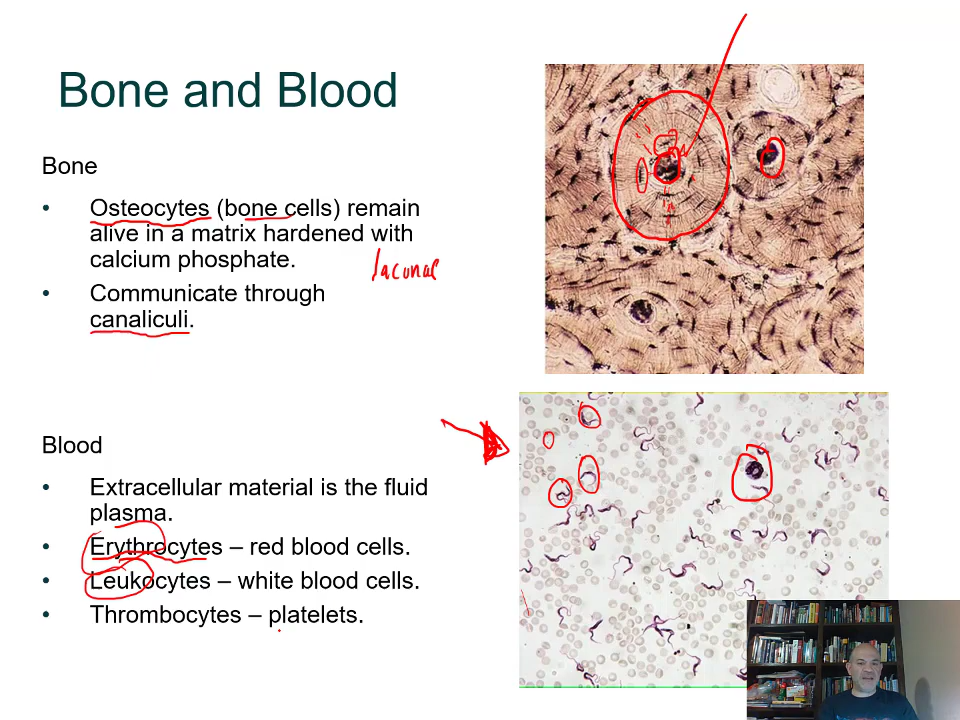 Bone and Blood
Bone
• Osteocytes (bone cells) remain
alive in a matrix hardened with
calcium phosphate.
lacunae
• Communicate through
canaliculi.
Blood
• Extracellular material is the fluid
plasma.
• Erythrocytes – red blood cells.
• Leukocytes – white blood cells.
• Thrombocytes – platelets.